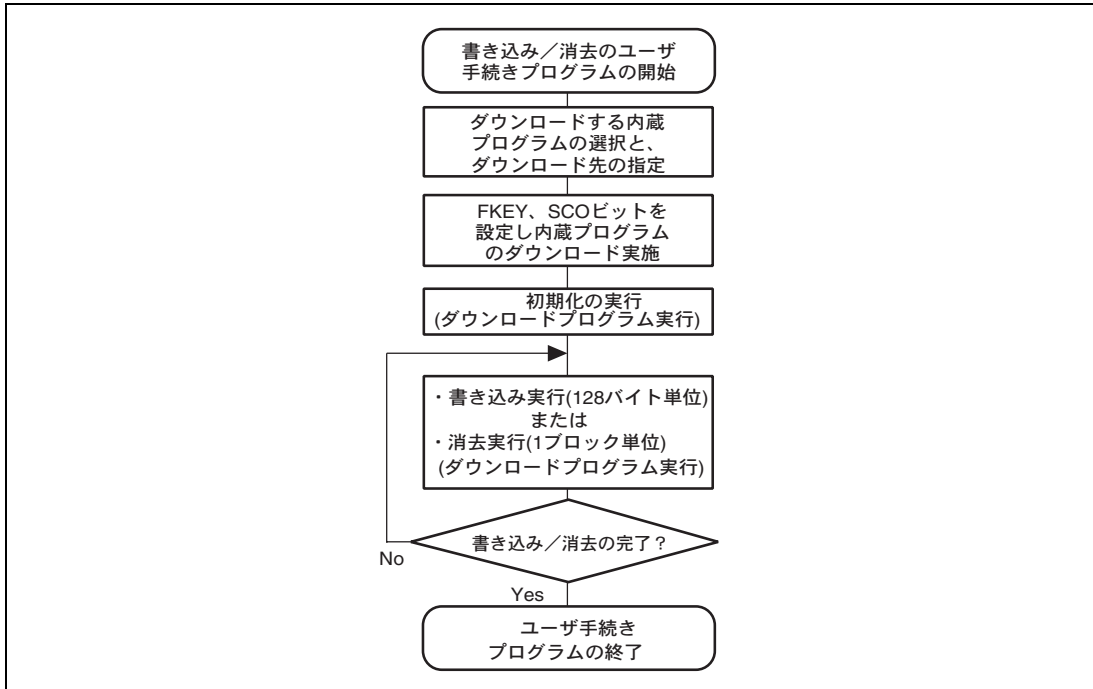 書き込み／消去のユーザ
手続きプログラムの開始
ダウンロードする内蔵
プログラムの選択と、
ダウンロード先の指定
FKEY、SCOビットを
設定し内蔵プログラム
のダウンロード実施
初期化の実行
(ダウンロードプログラム実行)
・書き込み実行(128バイト単位)
または
・消去実行(1ブロック単位)
(ダウンロードプログラム実行)
書き込み／消去の完了？
No
Yes
ユーザ手続き
プログラムの終了